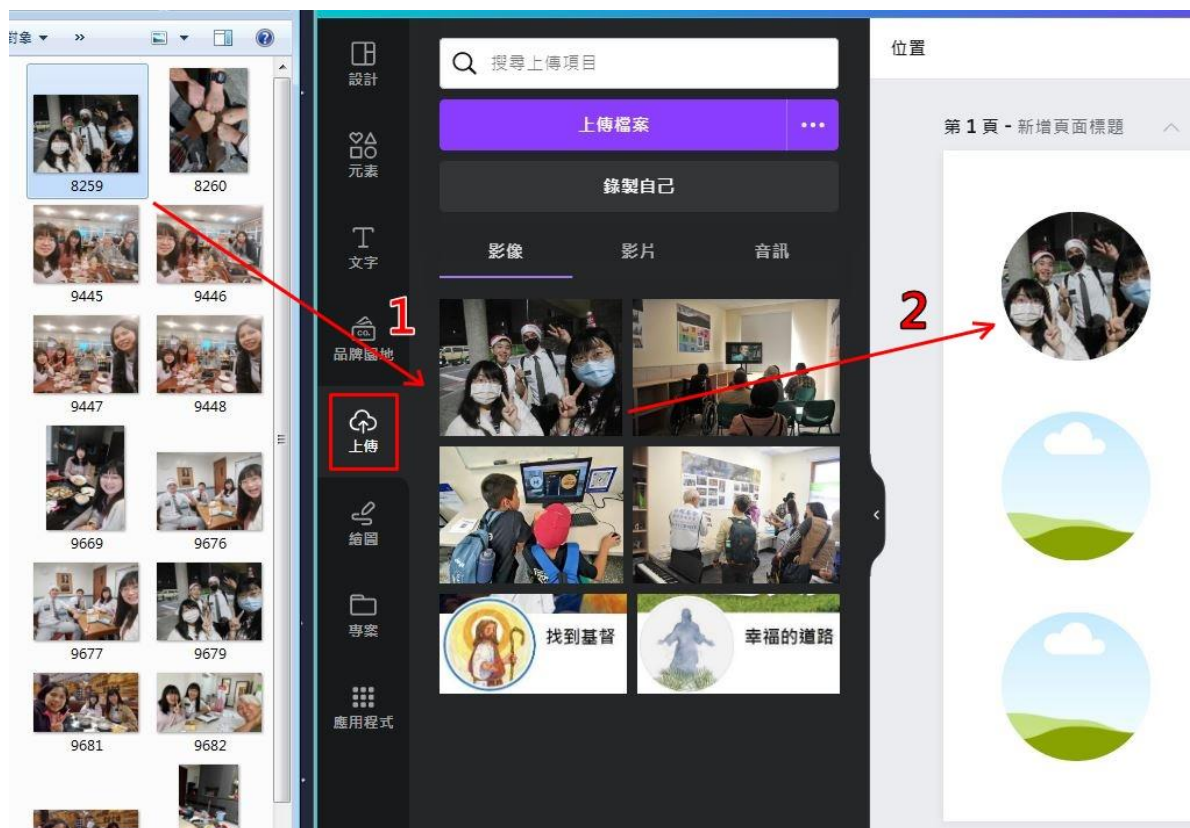 對象 ▼ »
8259
8260
9445
9446
9447
9448
9669
9676
9677
9679
9681
9682
設計
元素
文字
CO.
品牌園地
上傳
繪圖
專案
應用程式
搜尋上傳項目
上傳檔案
錄製自己
影像 影片 音訊
找到基督
幸福的道路
1
2
位置
第 1 頁 - 新增頁面標題